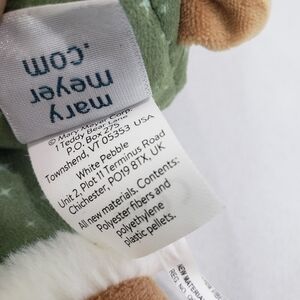 mary
meyer
.com
© Mary Meyer Corp.
1 Teddy Bear Lane
P.O. Box 275
Townshend, VT 05353 USA
White Pebble
Unit 2, Plot 11 Terminus Road
Chichester, PO19 8TX, UK
All new materials. Contents:
Polyester fibers and
polyethylene
plastic pellets.